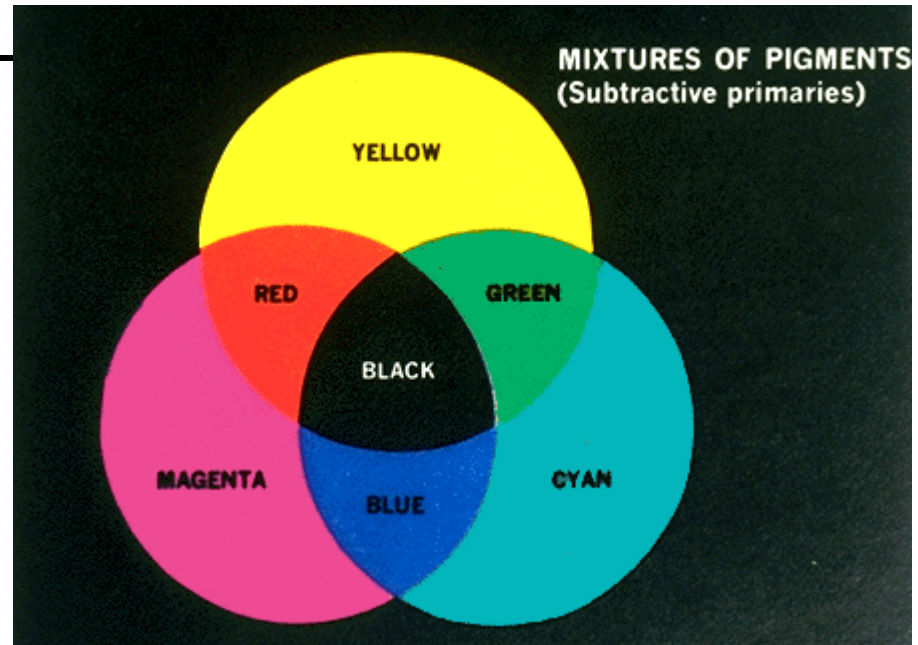 MIXTURES OF PIGMENTS
(Subtractive primaries)
YELLOW
RED
GREEN
BLACK
MAGENTA
CYAN
BLUE